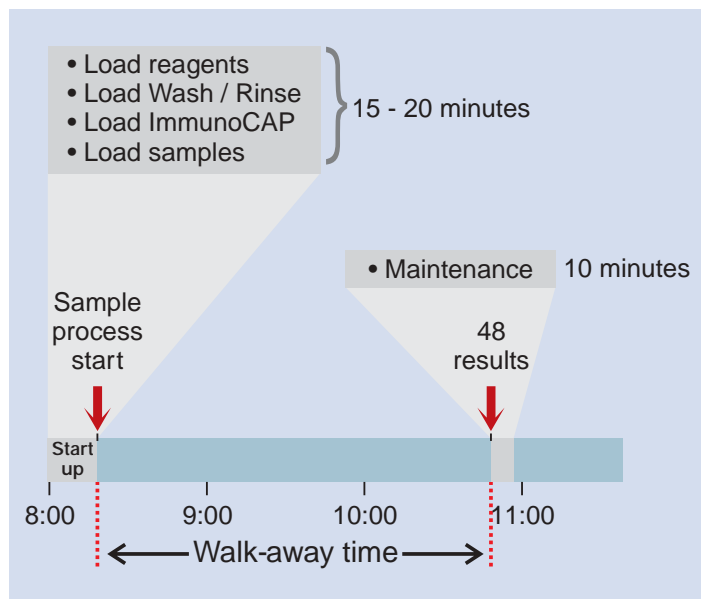 • Load reagents
• Load Wash / Rinse
• Load ImmunoCAP
• Load samples
15 - 20 minutes
• Maintenance
10 minutes
Sample
process
start
48
results
Start
up
8:00
9:00
10:00
11:00
Walk-away time